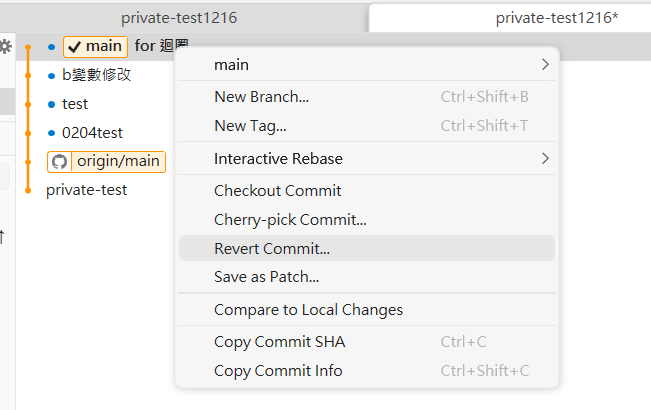 private-test1216
private-test1216*
main for 迴圈
b變數修改
test
0204test
origin/main
private-test
main
New Branch... Ctrl+Shift+B
New Tag... Ctrl+Shift+T
Interactive Rebase
Checkout Commit
Cherry-pick Commit...
Revert Commit...
Save as Patch...
Compare to Local Changes
Copy Commit SHA Ctrl+C
Copy Commit Info Ctrl+Shift+C